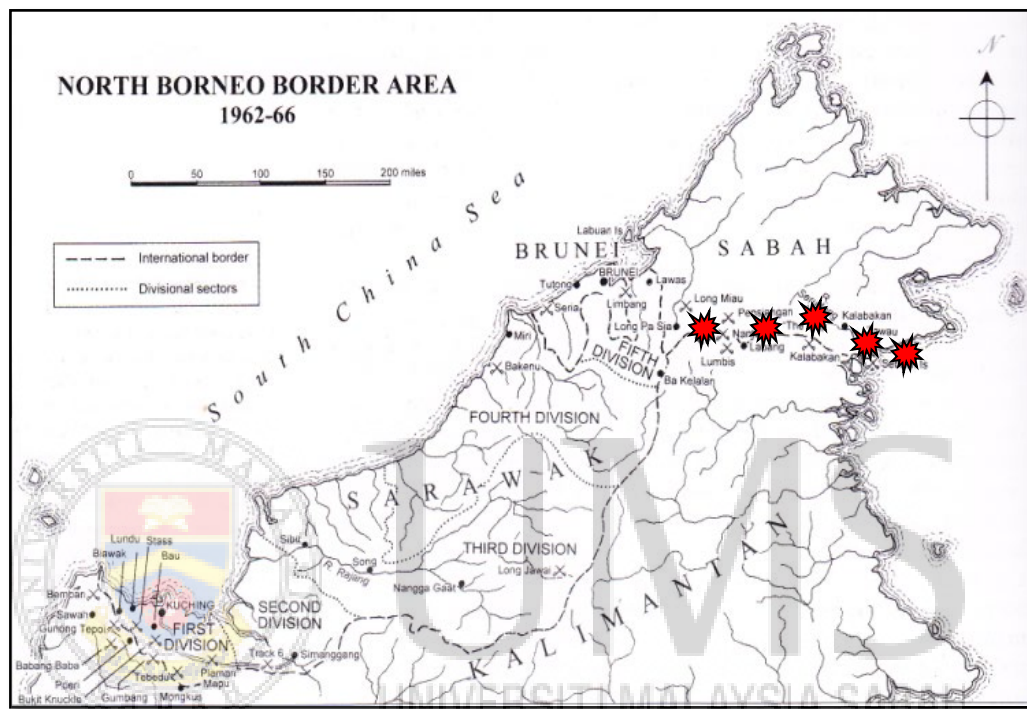 NORTH BORNEO BORDER AREA
1962-66
N
0 50 100 150 200 miles
International border
Divisional sectors
South China Sea
Labuan Is
BRUNEI
SABAH
BRUNEI
Lawas
Tutong
Limbang
Seria
Long Miau
Long Pa Sia
Kalabakan
Miri
FIFTH
DIVISION
Lumbis
Kalabakan
Bakenu
Ba Kelalan
FOURTH DIVISION
SARAWAK
Sibu
Song
R. Rajang
THIRD DIVISION
Long Jawai
Nangga Gaat
Lundu
Stass
Biawak
Bau
KUCHING
Sawah
FIRST
DIVISION
SECOND
DIVISION
Gunong Tepoi
Track 6
Simanggang
Babang Baba
Tebedu
Plaman
Mapu
Bukit Knuckle
Gumbang
Mongkus
KALIMANTAN
UMS
UNIVERSITI MALAYSIA SABAH